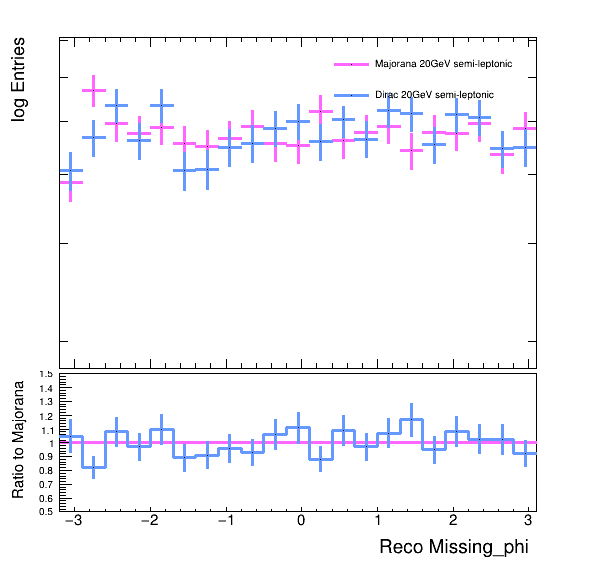 log Entries
Majorana 20GeV semi-leptonic
Dirac 20GeV semi-leptonic
Ratio to Majorana
1.5
1.4
1.3
1.2
1.1
1
0.9
0.8
0.7
0.6
0.5
−3 −2 −1 0 1 2 3
Reco Missing_phi